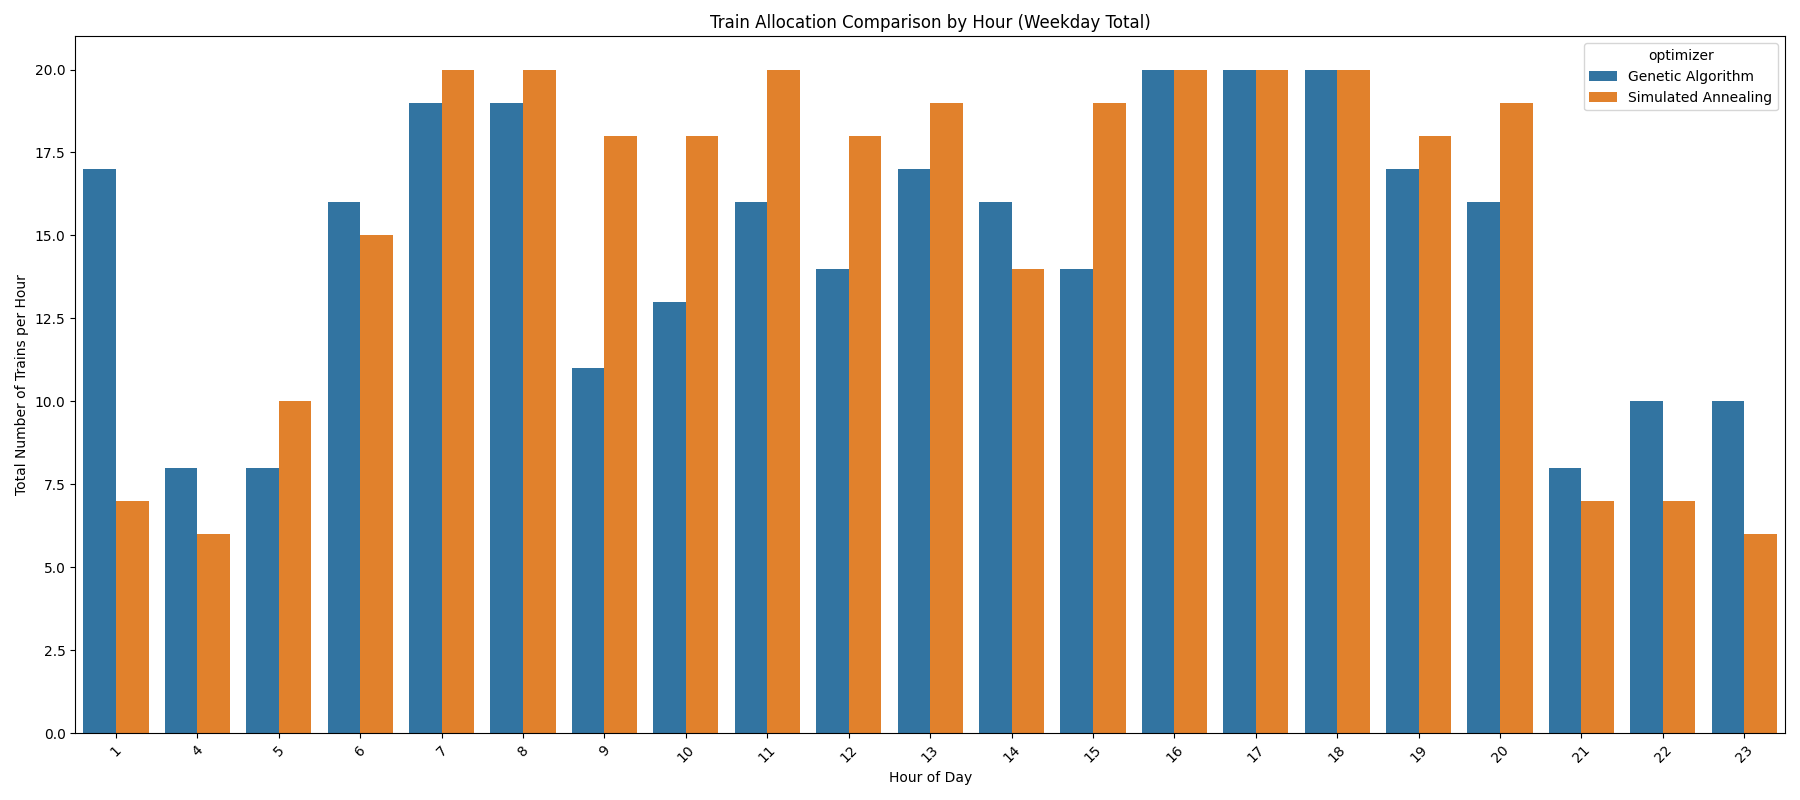 Train Allocation Comparison by Hour (Weekday Total)
optimizer
Genetic Algorithm
Simulated Annealing
Total Number of Trains per Hour
20.0
17.5
15.0
12.5
10.0
7.5
5.0
2.5
0.0
1 4 5 6 7 8 9 10 11 12 13 14 15 16 17 18 19 20 21 22 23
Hour of Day